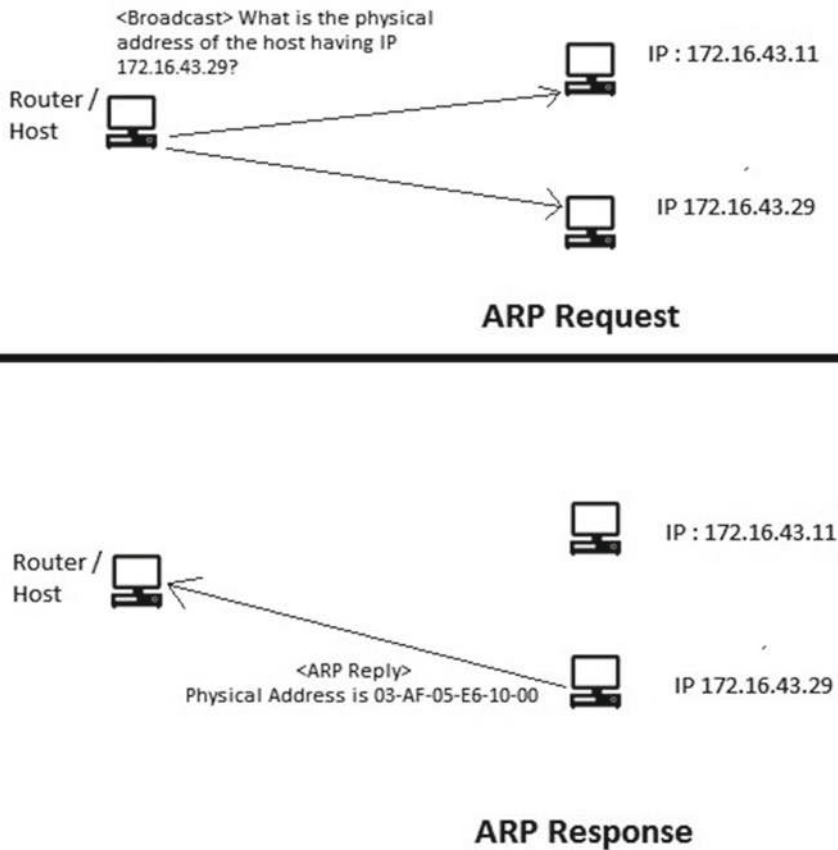 <Broadcast> What is the physical
address of the host having IP
172.16.43.29?
Router /
Host
IP : 172.16.43.11
IP 172.16.43.29
ARP Request
Router /
Host
IP : 172.16.43.11
<ARP Reply>
Physical Address is 03-AF-05-E6-10-00
IP 172.16.43.29
ARP Response